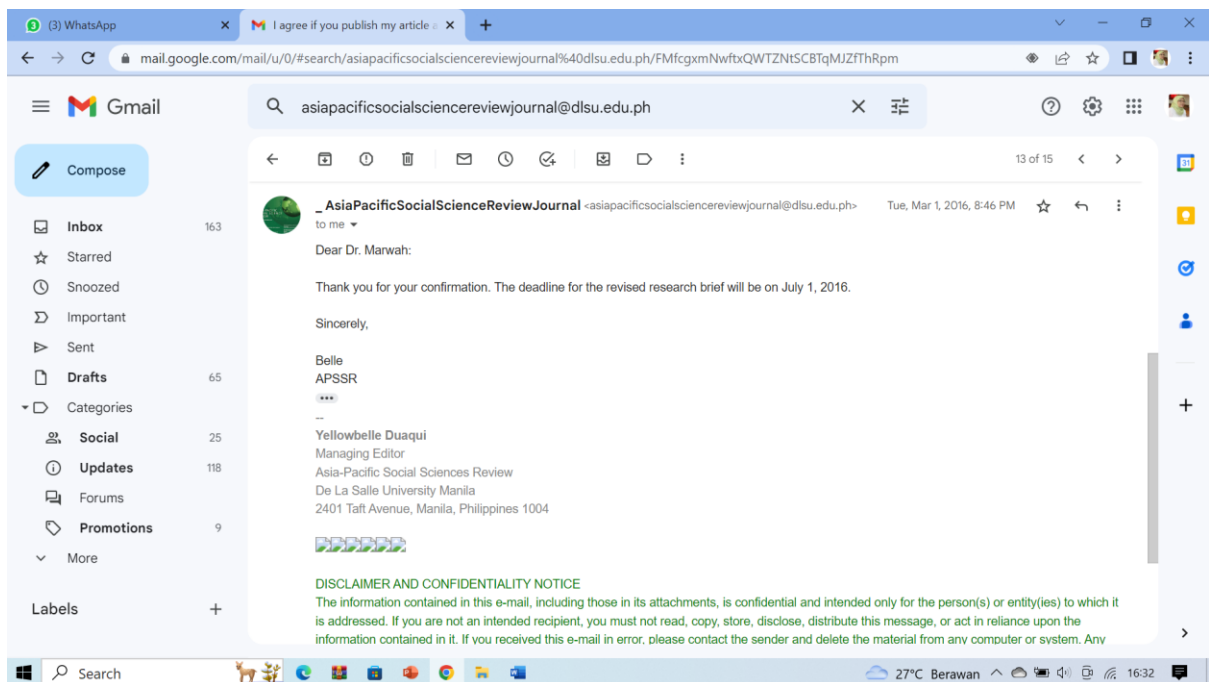 (3) WhatsApp
I agree if you publish my article a
mail.google.com/mail/u/0/#search/asiapacificsocialsciencereviewjournal%40dlsu.edu.ph/FMfcgxmNwftxQWTZNtSCBTqMJZfThRpm
Gmail
asiapacificsocialsciencereviewjournal@dlsu.edu.ph
Compose
13 of 15
31
_ AsiaPacificSocialScienceReviewJournal <asiapacificsocialsciencereviewjournal@dlsu.edu.ph> Tue, Mar 1, 2016, 8:46 PM
to me
Inbox 163
Starred
Snoozed
Important
Sent
Drafts 65
Categories
Social 25
Updates 118
Forums
Promotions 9
More
Labels
Dear Dr. Marwah:
Thank you for your confirmation. The deadline for the revised research brief will be on July 1, 2016.
Sincerely,
Belle
APSSR
--
Yellowbelle Duaqui
Managing Editor
Asia-Pacific Social Sciences Review
De La Salle University Manila
2401 Taft Avenue, Manila, Philippines 1004
DISCLAIMER AND CONFIDENTIALITY NOTICE
The information contained in this e-mail, including those in its attachments, is confidential and intended only for the person(s) or entity(ies) to which it
is addressed. If you are not an intended recipient, you must not read, copy, store, disclose, distribute this message, or act in reliance upon the
information contained in it. If you received this e-mail in error, please contact the sender and delete the material from any computer or system. Any
Search
27°C Berawan
16:32